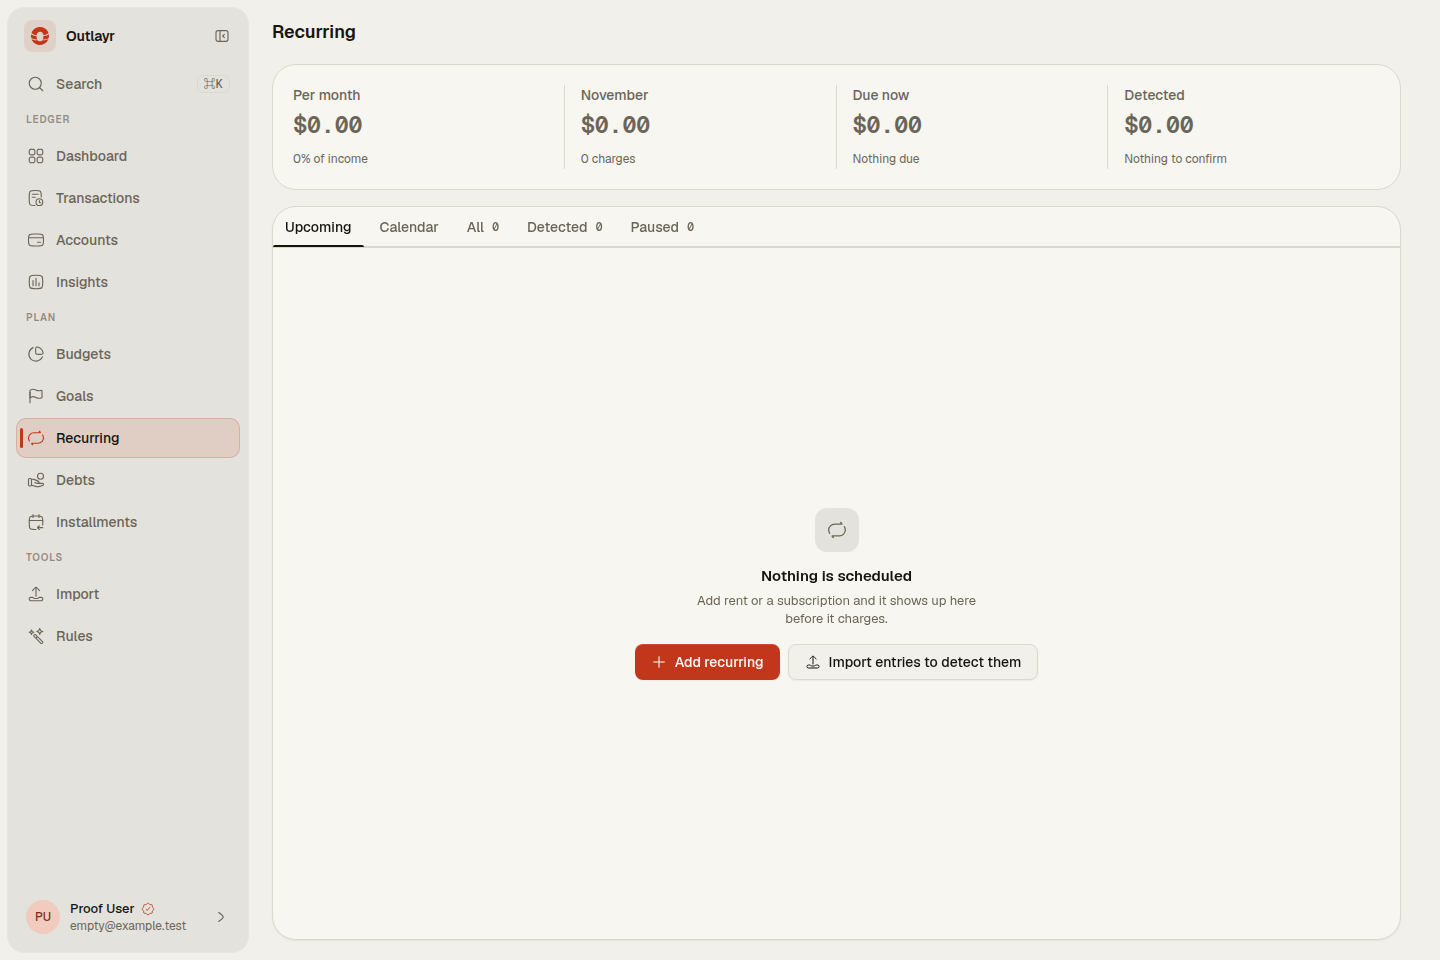 Outlayr
Search ⌘K
LEDGER
Dashboard
Transactions
Accounts
Insights
PLAN
Budgets
Goals
Recurring
Debts
Installments
TOOLS
Import
Rules
PU
Proof User
empty@example.test
Recurring
Per month
$0.00
0% of income
November
$0.00
0 charges
Due now
$0.00
Nothing due
Detected
$0.00
Nothing to confirm
Upcoming Calendar All 0 Detected 0 Paused 0
Nothing is scheduled
Add rent or a subscription and it shows up here
before it charges.
Add recurring Import entries to detect them